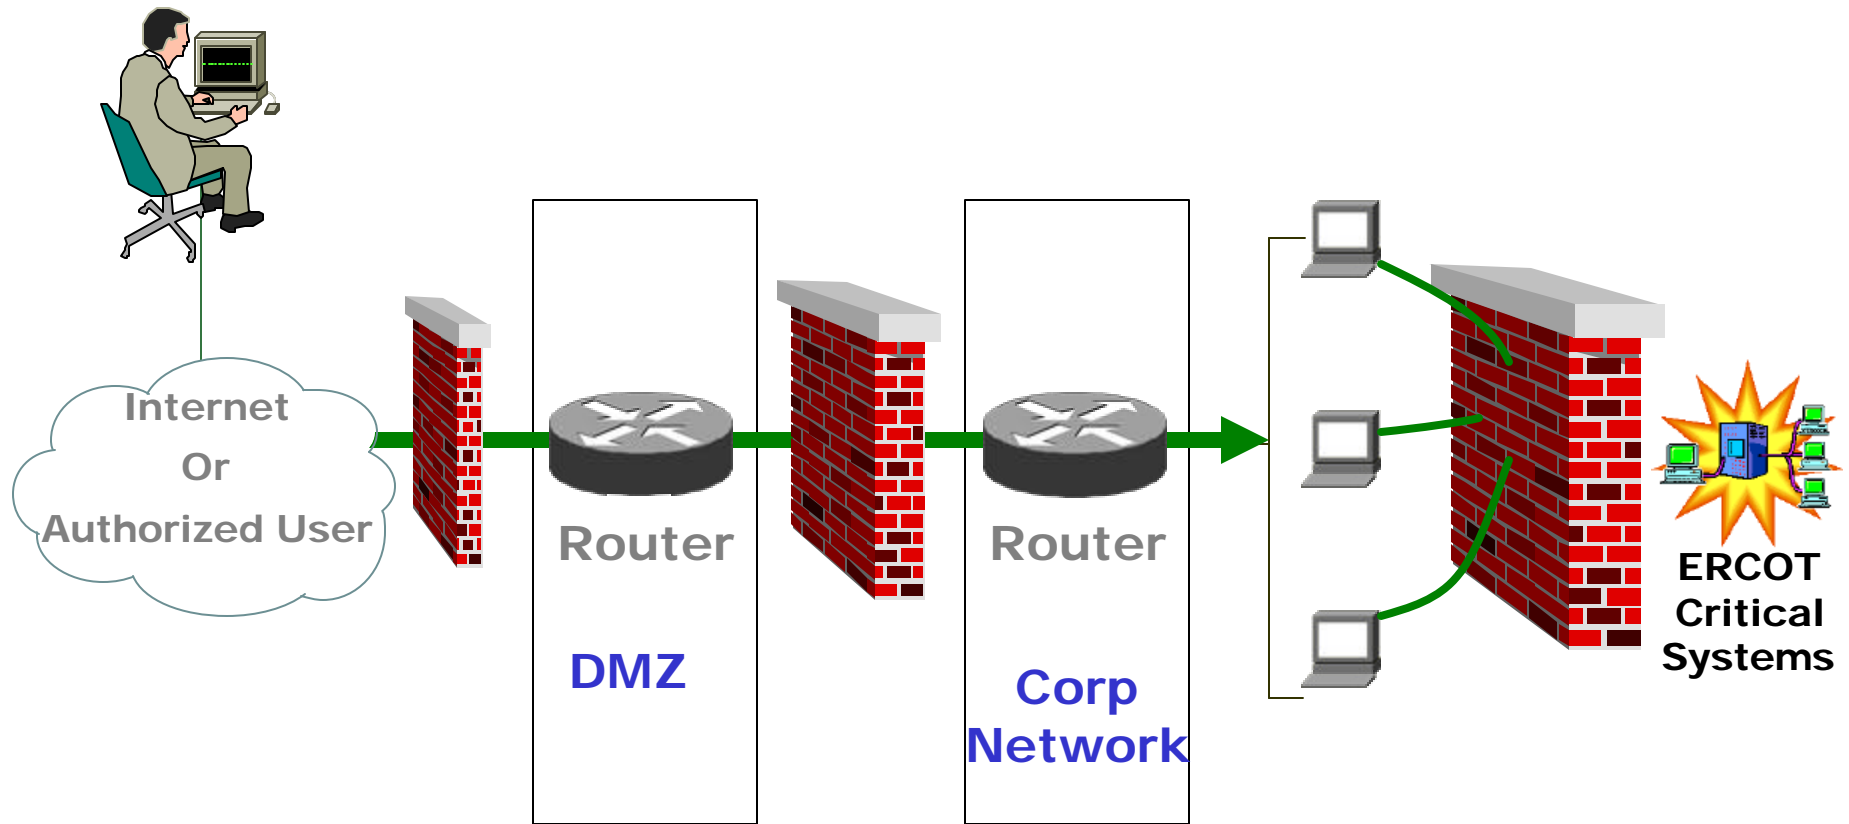 Internet
Or
Authorized User
Router
DMZ
Router
Corp
Network
ERCOT
Critical
Systems